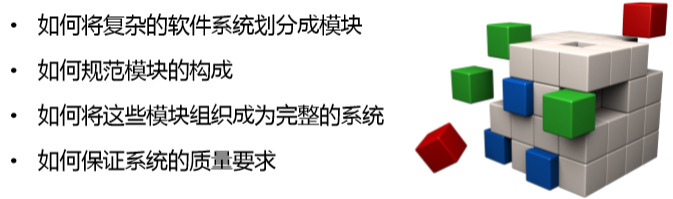 • 如何将复杂的软件系统划分成模块
• 如何规范模块的构成
• 如何将这些模块组织成为完整的系统
• 如何保证系统的质量要求